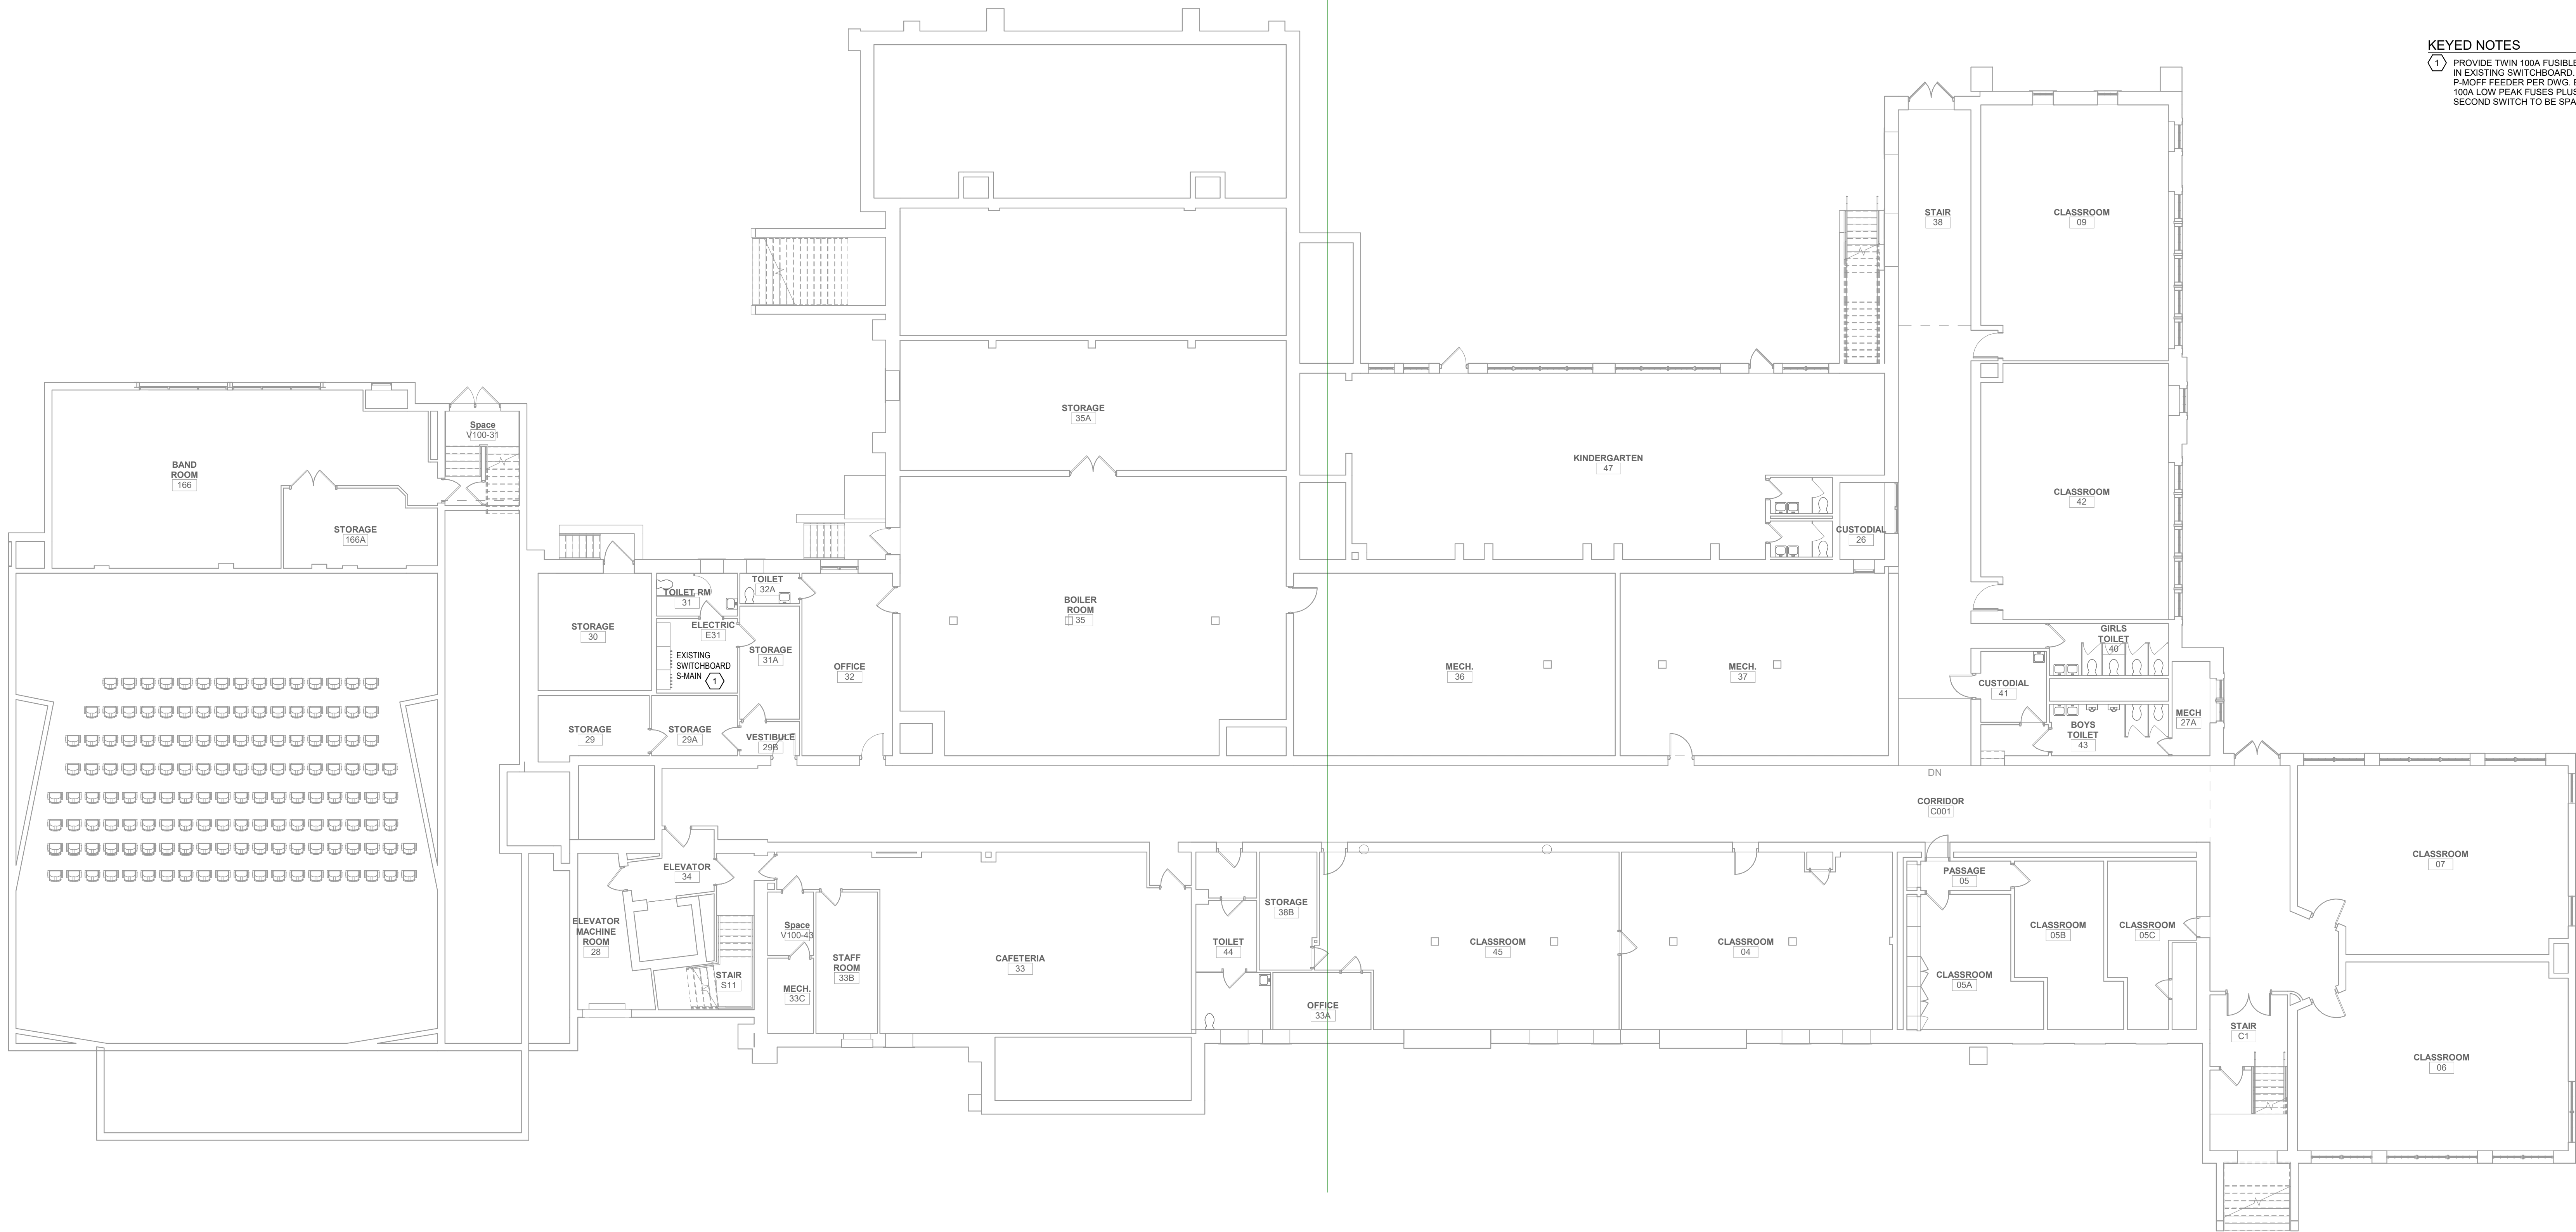 KEYED NOTES
1 PROVIDE TWIN 100A FUSIBLE
IN EXISTING SWITCHBOARD.
P-MOFF FEEDER PER DWG.
100A LOW PEAK FUSES PLUS
SECOND SWITCH TO BE
STAIR
38
CLASSROOM
09
STORAGE
35A
Space
V100-31
BAND
ROOM
166
STORAGE
166A
KINDERGARTEN
47
CLASSROOM
42
CUSTODIAL
26
TOILET
32A
TOILET RM
31
STORAGE
30
ELECTRIC
E31
EXISTING
SWITCHBOARD
S-MAIN
1
STORAGE
31A
OFFICE
32
BOILER
ROOM
35
MECH.
36
MECH.
37
GIRLS
TOILET
40
CUSTODIAL
41
MECH
27A
BOYS
TOILET
43
STORAGE
29
STORAGE
29A
VESTIBULE
29B
DN
CORRIDOR
C001
ELEVATOR
34
ELEVATOR
MACHINE
ROOM
28
STAIR
S11
Space
V100-43
MECH.
33C
STAFF
ROOM
33B
CAFETERIA
33
TOILET
44
STORAGE
38B
OFFICE
33A
CLASSROOM
45
CLASSROOM
04
PASSAGE
05
CLASSROOM
05A
CLASSROOM
05B
CLASSROOM
05C
CLASSROOM
07
STAIR
C1
CLASSROOM
06